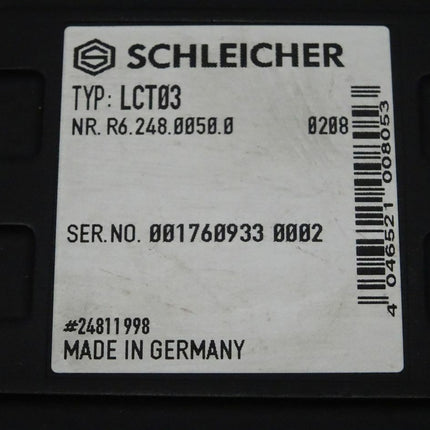 S SCHLEICHER
TYP: LCT03
NR. R6.248.0050.0 0208
SER.NO. 001760933 0002
#24811998
MADE IN GERMANY
4 046521 008053